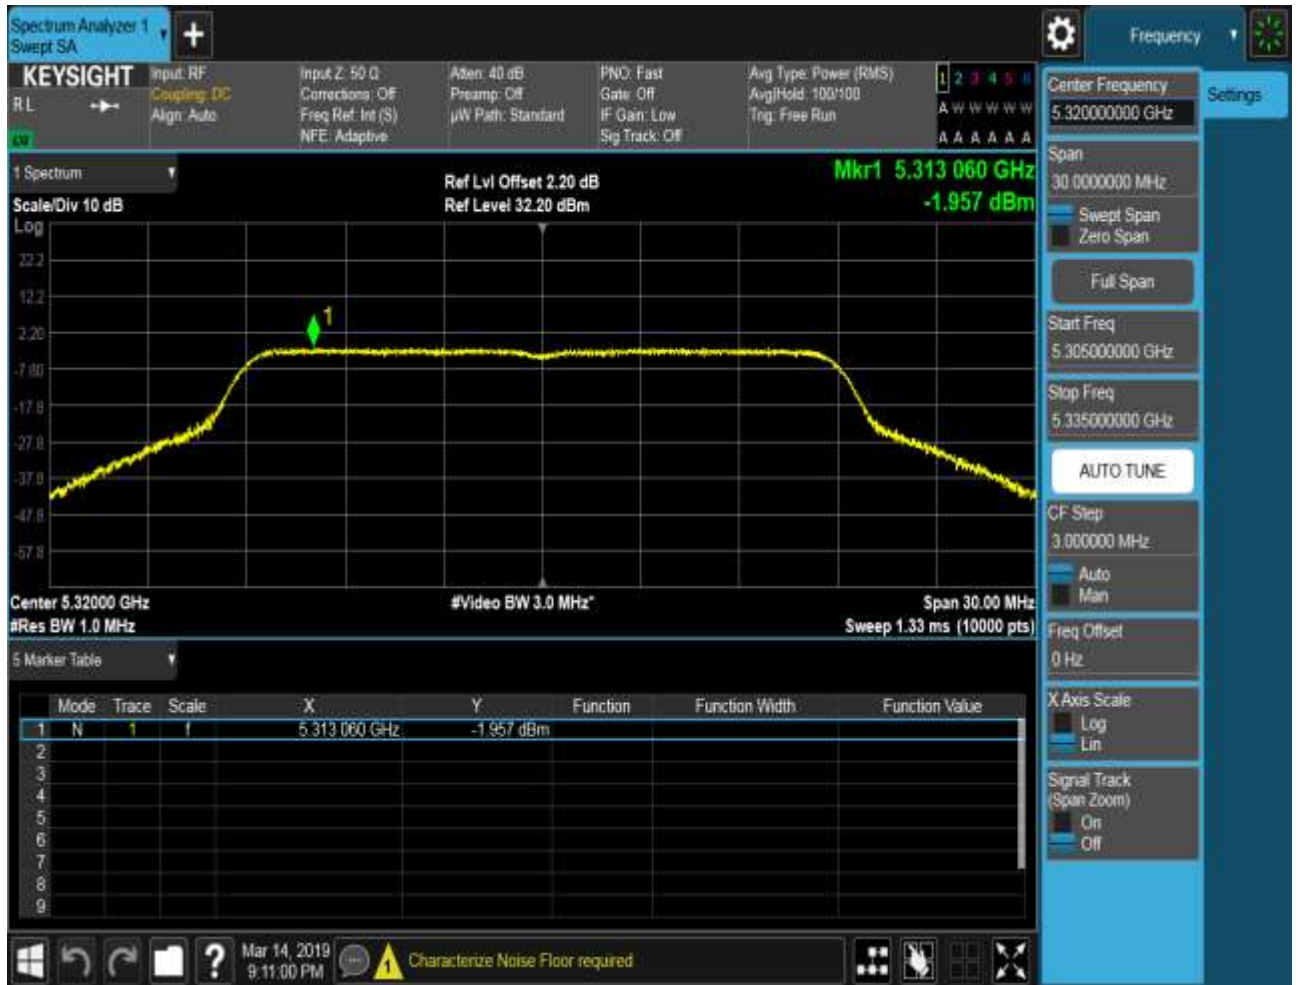 Spectrum Analyzer 1
Swept SA
+
Frequency
KEYSIGHT
RL
Input: RF
Coupling: DC
Align: Auto
Input Z: 50 Ω
Corrections: Off
Freq Ref: Int (S)
NFE: Adaptive
Atten: 40 dB
Preamp: Off
µW Path: Standard
PNO: Fast
Gate: Off
IF Gain: Low
Sig Track: Off
Avg Type: Power (RMS)
Avg|Hold: 100/100
Trig: Free Run
1 2 3 4 5 6
A W W W W W
A A A A A A
1 Spectrum
Scale/Div 10 dB
Ref Lvl Offset 2.20 dB
Ref Level 32.20 dBm
Mkr1 5.313 060 GHz
-1.957 dBm
Log
22.2
12.2
2.20
-7.80
-17.8
-27.8
-37.8
-47.8
-57.8
1
Center 5.32000 GHz
#Res BW 1.0 MHz
#Video BW 3.0 MHz*
Span 30.00 MHz
Sweep 1.33 ms (10000 pts)
5 Marker Table
Mode Trace Scale X Y Function Function Width Function Value
1 N 1 f 5.313 060 GHz -1.957 dBm
2
3
4
5
6
7
8
9
Mar 14, 2019
9:11:00 PM
?
1
Characterize Noise Floor required
Center Frequency
5.320000000 GHz
Settings
Span
30.0000000 MHz
Swept Span
Zero Span
Full Span
Start Freq
5.305000000 GHz
Stop Freq
5.335000000 GHz
AUTO TUNE
CF Step
3.000000 MHz
Auto
Man
Freq Offset
0 Hz
X Axis Scale
Log
Lin
Signal Track
(Span Zoom)
On
Off